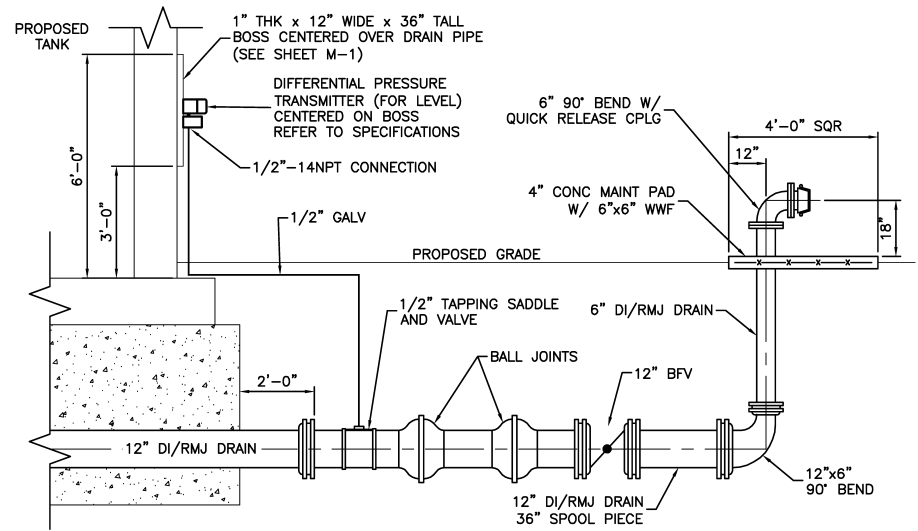 PROPOSED
TANK
1" THK x 12" WIDE x 36" TALL
BOSS CENTERED OVER DRAIN PIPE
(SEE SHEET M-1)
DIFFERENTIAL PRESSURE
TRANSMITTER (FOR LEVEL)
CENTERED ON BOSS
REFER TO SPECIFICATIONS
6" 90° BEND W/
QUICK RELEASE CPLG
4'-0" SQR
12"
6'-0"
1/2"-14NPT CONNECTION
3'-0"
4" CONC MAINT PAD
W/ 6"x6" WWF
18"
1/2" GALV
PROPOSED GRADE
1/2" TAPPING SADDLE
AND VALVE
6" DI/RMJ DRAIN
BALL JOINTS
2'-0"
12" BFV
12" DI/RMJ DRAIN
12"x6"
90° BEND
12" DI/RMJ DRAIN
36" SPOOL PIECE